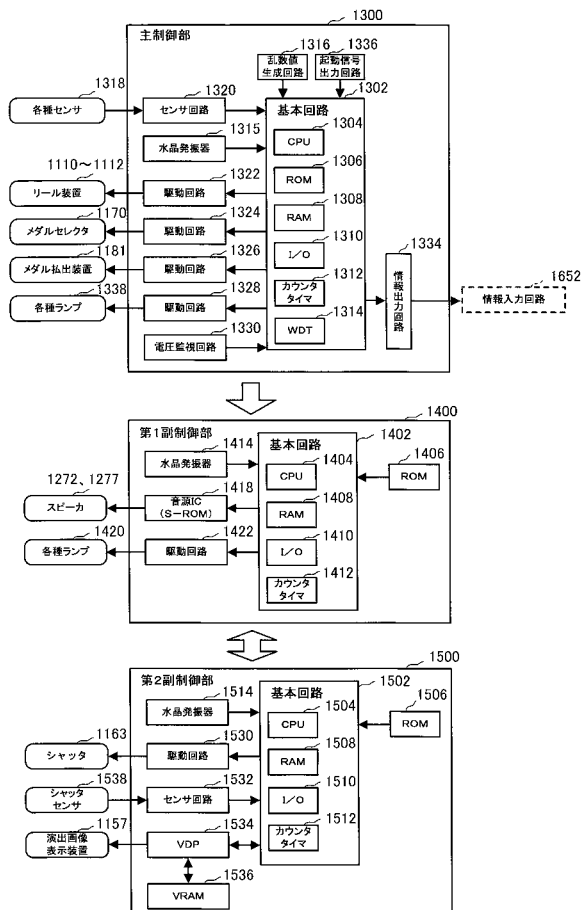 1300
主制御部
1316
1336
乱数値
生成回路
起動信号
出力回路
1318
1320
1302
各種センサ
センサ回路
基本回路
1315
1304
水晶発振器
CPU
1110～1112
1322
1306
リール装置
駆動回路
ROM
1170
1324
1308
メダルセレクタ
駆動回路
RAM
1181
1326
1310
1334
メダル払出装置
駆動回路
I/O
1338
1328
1312
1652
各種ランプ
駆動回路
カウンタ
タイマ
情報出力回路
情報入力回路
1330
1314
電圧監視回路
WDT
1400
第1副制御部
1414
1402
水晶発振器
基本回路
1404
1406
CPU
ROM
1272、1277
1418
1408
スピーカ
音源IC
(S-ROM)
RAM
1420
1422
1410
各種ランプ
駆動回路
I/O
1412
カウンタ
タイマ
1500
第2副制御部
1514
1502
水晶発振器
基本回路
1504
1506
CPU
ROM
1163
1530
1508
シャッタ
駆動回路
RAM
1538
1532
1510
シャッタ
センサ
センサ回路
I/O
1157
1534
1512
演出画像
表示装置
VDP
カウンタ
タイマ
1536
VRAM